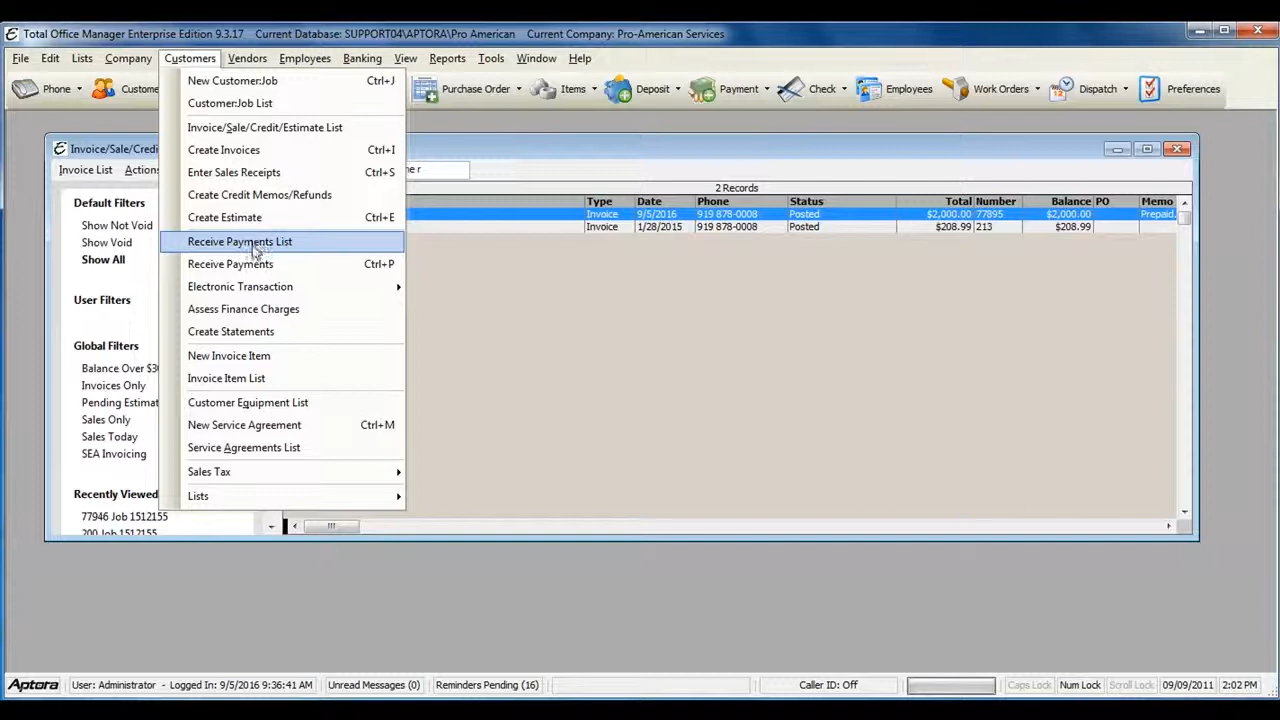 Total Office Manager Enterprise Edition 9.3.17 Current Database: SUPPORT04\APTORA\Pro American Current Company: Pro-American Services
File Edit Lists Company Customers Vendors Employees Banking View Reports Tools Window Help
Phone Purchase Order Items Deposit Payment Check Employees Work Orders Dispatch Preferences
New Customer:Job Ctrl+J
Customer:Job List
Invoice/Sale/Credit/Estimate List
Create Invoices Ctrl+I
Enter Sales Receipts Ctrl+S
Create Credit Memos/Refunds
Create Estimate Ctrl+E
Receive Payments List
Receive Payments Ctrl+P
Electronic Transaction
Assess Finance Charges
Create Statements
New Invoice Item
Invoice Item List
Customer Equipment List
New Service Agreement Ctrl+M
Service Agreements List
Sales Tax
Lists
Invoice List
Default Filters
Show Not Void
Show Void
Show All
User Filters
Global Filters
Invoices Only
Sales Only
Sales Today
SEA Invoicing
77946 Job 1512155
200 Job 1512155
2 Records
Type Date Phone Status Total Number Balance PO Memo
Invoice 9/5/2016 919 878-0008 Posted $2,000.00 77895 $2,000.00 Prepaid.
Invoice 1/28/2015 919 878-0008 Posted $208.99 213 $208.99
Aptora User: Administrator - Logged In: 9/5/2016 9:36:41 AM Unread Messages (0) Reminders Pending (16) Caller ID: Off Caps Lock Num Lock Scroll Lock 09/09/2011 2:02 PM